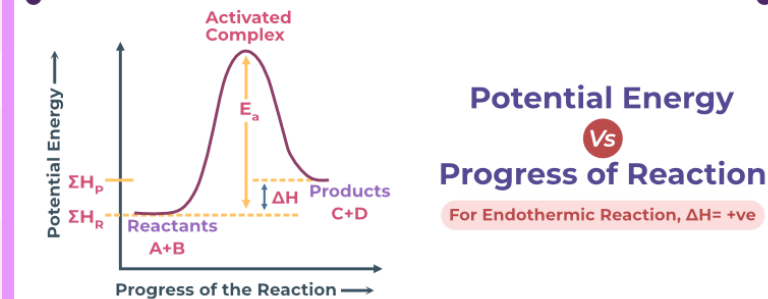 Activated
Complex
Potential Energy
Eₐ
ΣHₚ
ΔH
Products
C+D
ΣH_R
Reactants
A+B
Progress of the Reaction
Potential Energy
Vs
Progress of Reaction
For Endothermic Reaction, ΔH= +ve